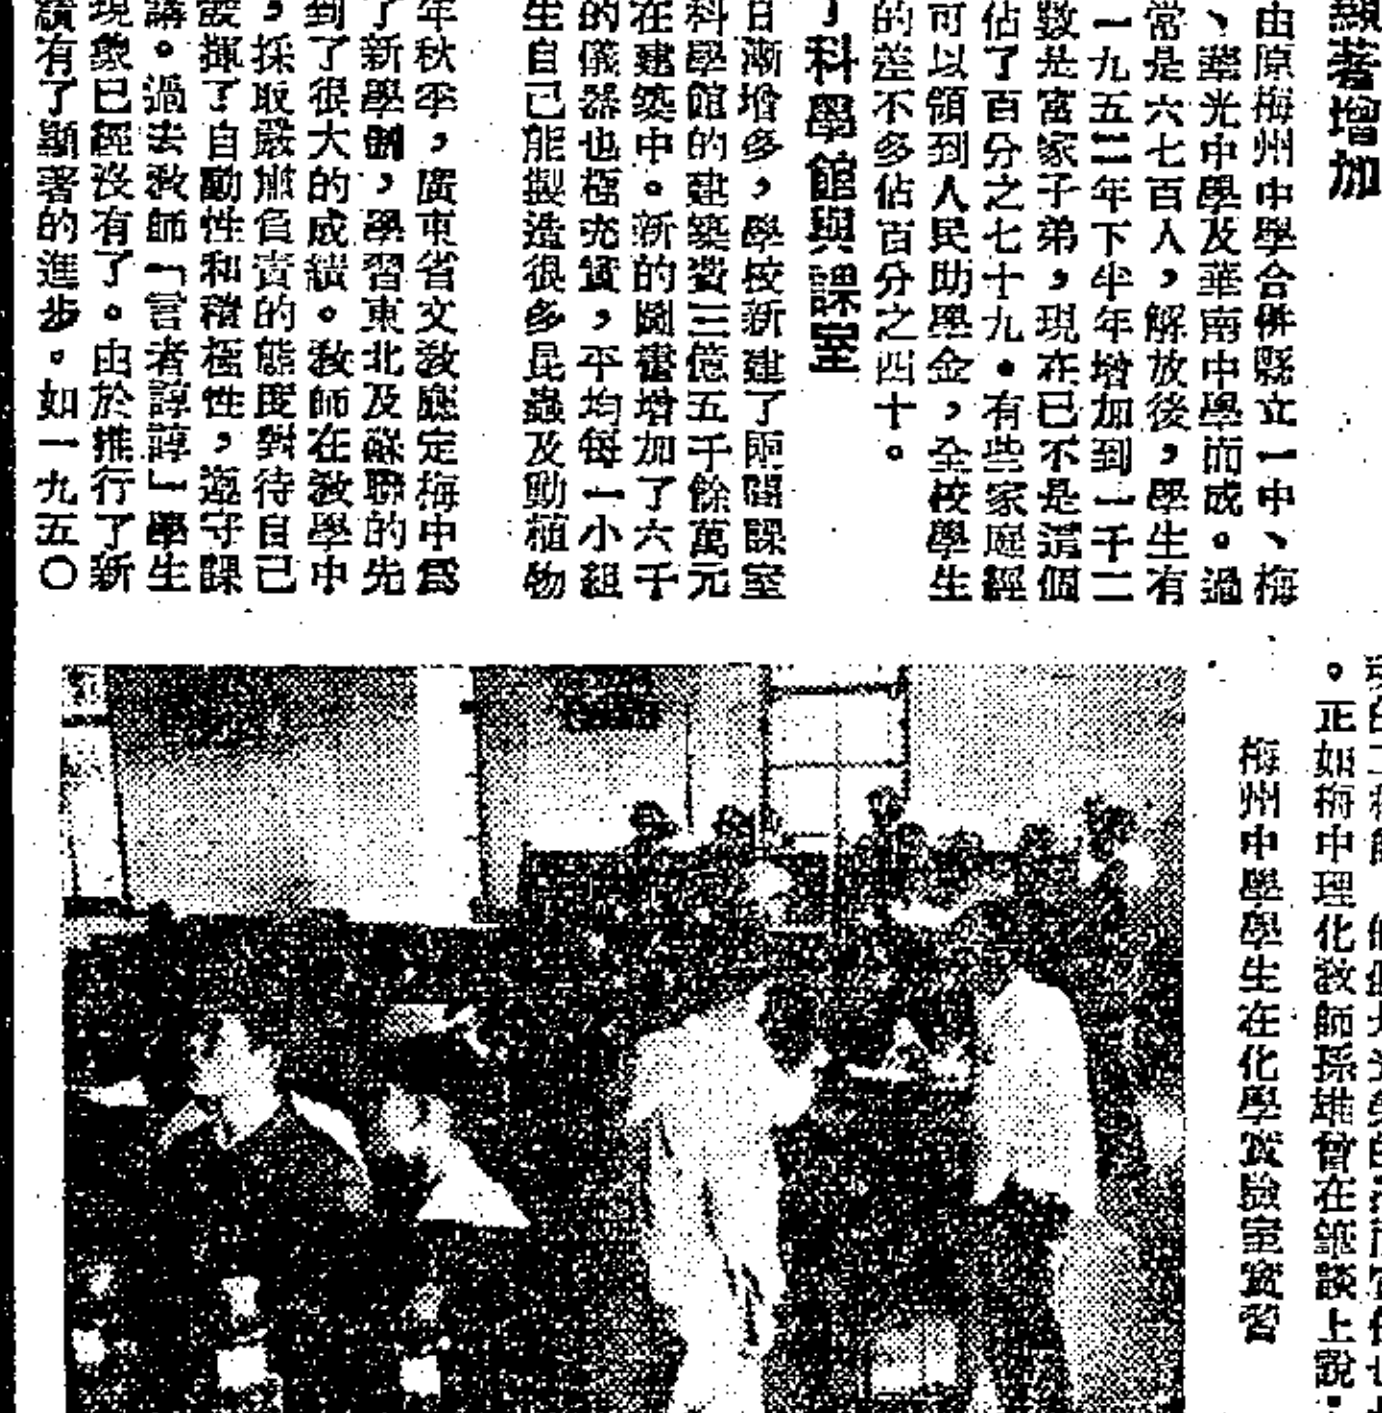 顯著增加
由原梅州中學合併縣立一中、梅
、華光中學及華南中學而成。過
常是六七百人，解放後，學生有
一九五二年下半年增加到一千二
數是富家子弟，現在已不是這個
佔了百分之七十九。有些家庭經
可以領到人民助學金，全校學生
的差不多佔百分之四十。
了科學館與課室
日漸增多，學校新建了兩間課室
科學館的建築費三億五千餘萬元
在建築中。新的圖書增加了六千
的儀器也極充實，平均每一小組
生自己能製造很多昆蟲及動植物
年秋季，廣東省文教廳定梅中爲
了新學制，學習東北及蘇聯的先
到了很大的成績。教師在教學中
，採取嚴肅負責的態度對待自己
發揮了自動性和積極性，遵守課
講。過去教師「言者諄諄」學生
現象已經沒有了。由於推行了新
績有了顯著的進步。如一九五〇
。正如梅中理化教師孫雄曾在筆談上說：
梅州中學學生在化學實驗室實習